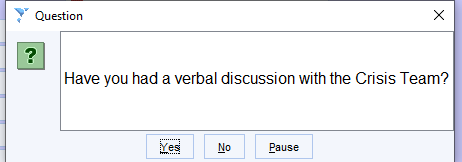 Question
?
Have you had a verbal discussion with the Crisis Team?
Yes No Pause